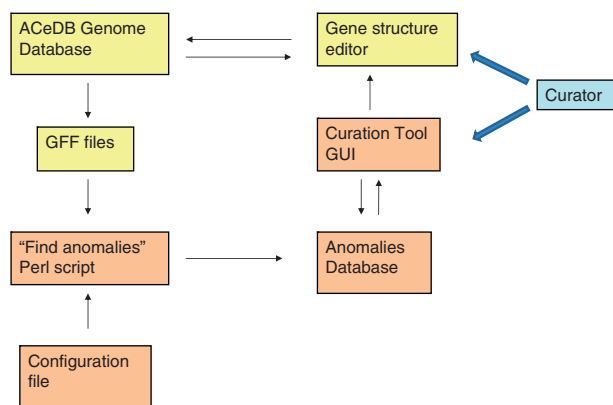 ACeDB Genome
Database
Gene structure
editor
Curator
GFF files
Curation Tool
GUI
“Find anomalies”
Perl script
Anomalies
Database
Configuration
file